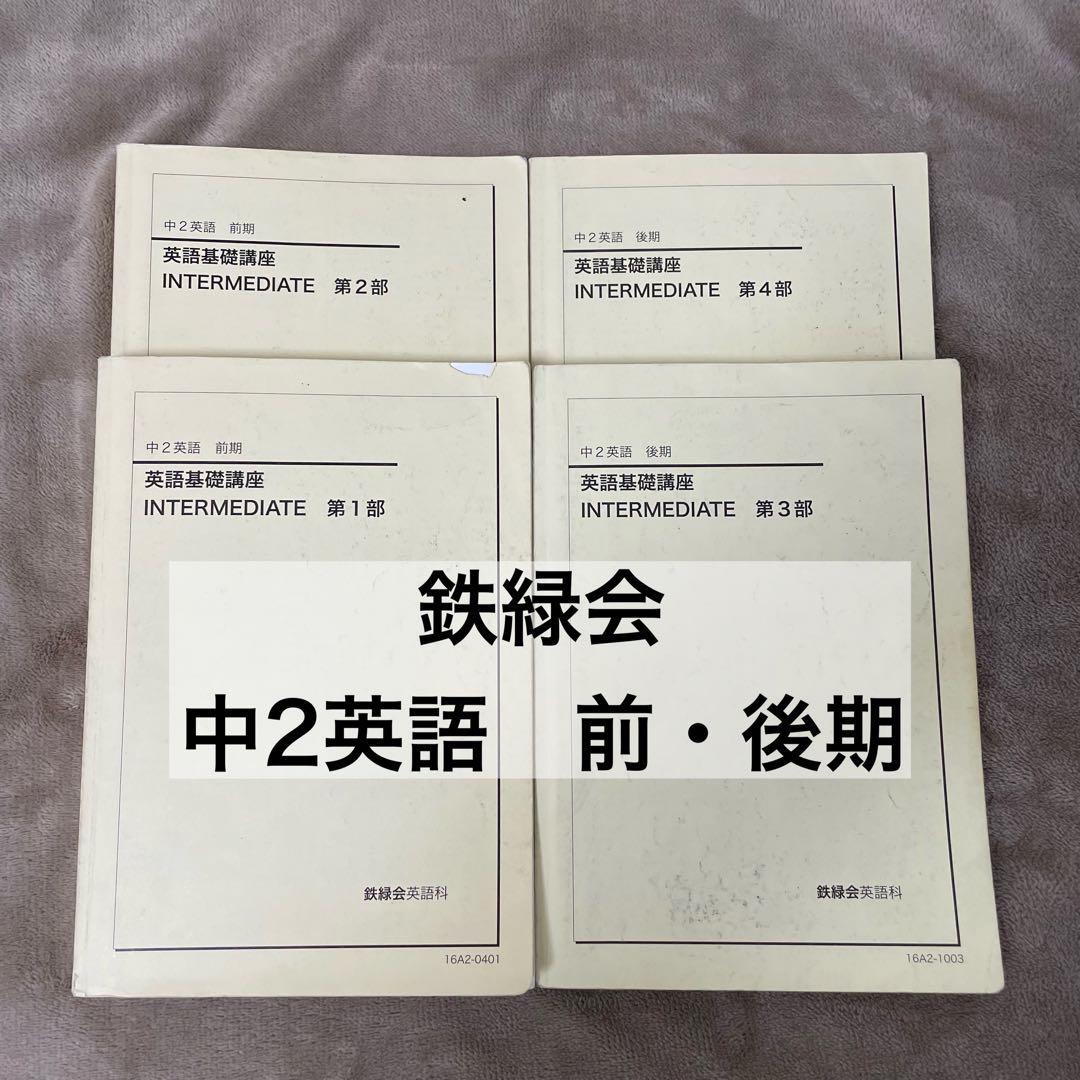 中2英語　前期
英語基礎講座
INTERMEDIATE　第2部
中2英語　後期
英語基礎講座
INTERMEDIATE　第4部
中2英語　前期
英語基礎講座
INTERMEDIATE　第1部
中2英語　後期
英語基礎講座
INTERMEDIATE　第3部
鉄緑会
中2英語　前・後期
鉄緑会英語科
16A2-0401
鉄緑会英語科
16A2-1003